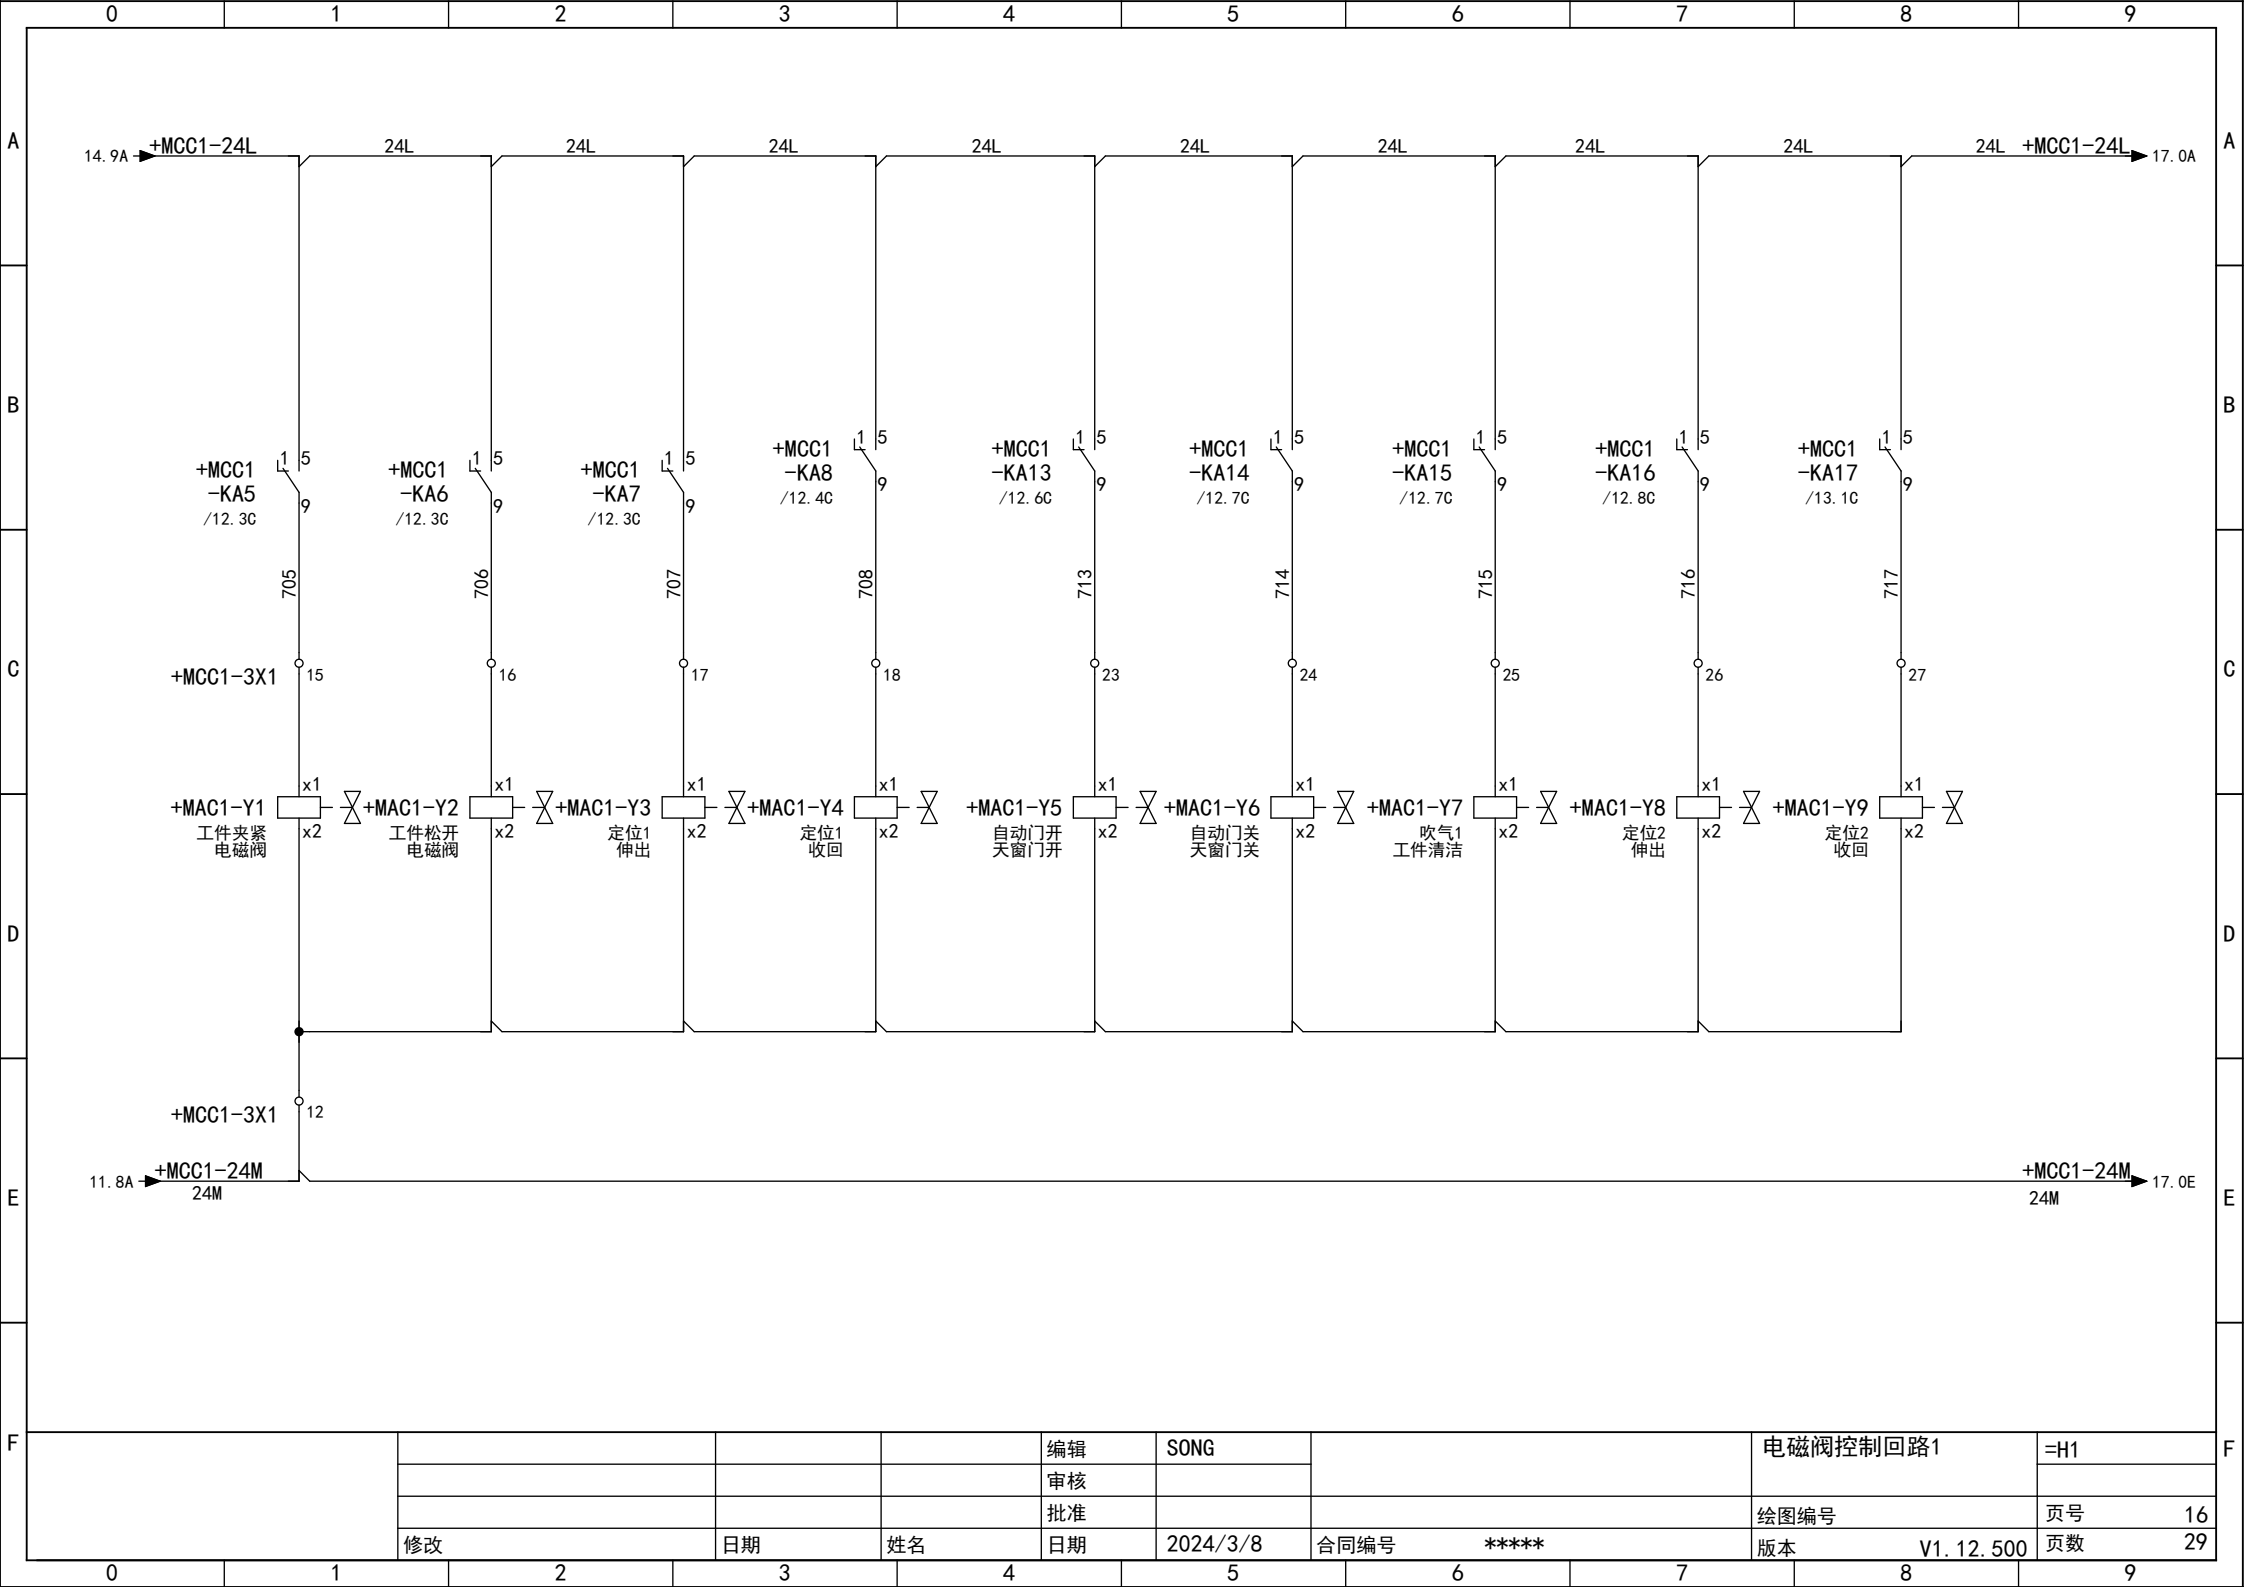 0 1 2 3 4 5 6 7 8 9
A A
14.9A +MCC1-24L 24L 24L 24L 24L 24L 24L 24L 24L 24L +MCC1-24L 17.0A
B B
+MCC1 -KA5 /12.3C 1 5 9
+MCC1 -KA6 /12.3C 1 5 9
+MCC1 -KA7 /12.3C 1 5 9
+MCC1 -KA8 /12.4C 1 5 9
+MCC1 -KA13 /12.6C 1 5 9
+MCC1 -KA14 /12.7C 1 5 9
+MCC1 -KA15 /12.7C 1 5 9
+MCC1 -KA16 /12.8C 1 5 9
+MCC1 -KA17 /13.1C 1 5 9
705 706 707 708 713 714 715 716 717
C C
+MCC1-3X1 15 16 17 18 23 24 25 26 27
x1 x1 x1 x1 x1 x1 x1 x1 x1
+MAC1-Y1 +MAC1-Y2 +MAC1-Y3 +MAC1-Y4 +MAC1-Y5 +MAC1-Y6 +MAC1-Y7 +MAC1-Y8 +MAC1-Y9
工件夹紧 x2 工件松开 x2 定位1 x2 定位1 x2 自动门开 x2 自动门关 x2 吹气1 x2 定位2 x2 定位2 x2
电磁阀 电磁阀 伸出 收回 天窗门开 天窗门关 工件清洁 伸出 收回
D D
+MCC1-3X1 12
11.8A +MCC1-24M +MCC1-24M 17.0E
24M 24M
E E
F F
编辑 SONG 电磁阀控制回路1 =H1
审核
批准 绘图编号 页号 16
修改 日期 姓名 日期 2024/3/8 合同编号 ***** 版本 V1.12.500 页数 29
0 1 2 3 4 5 6 7 8 9